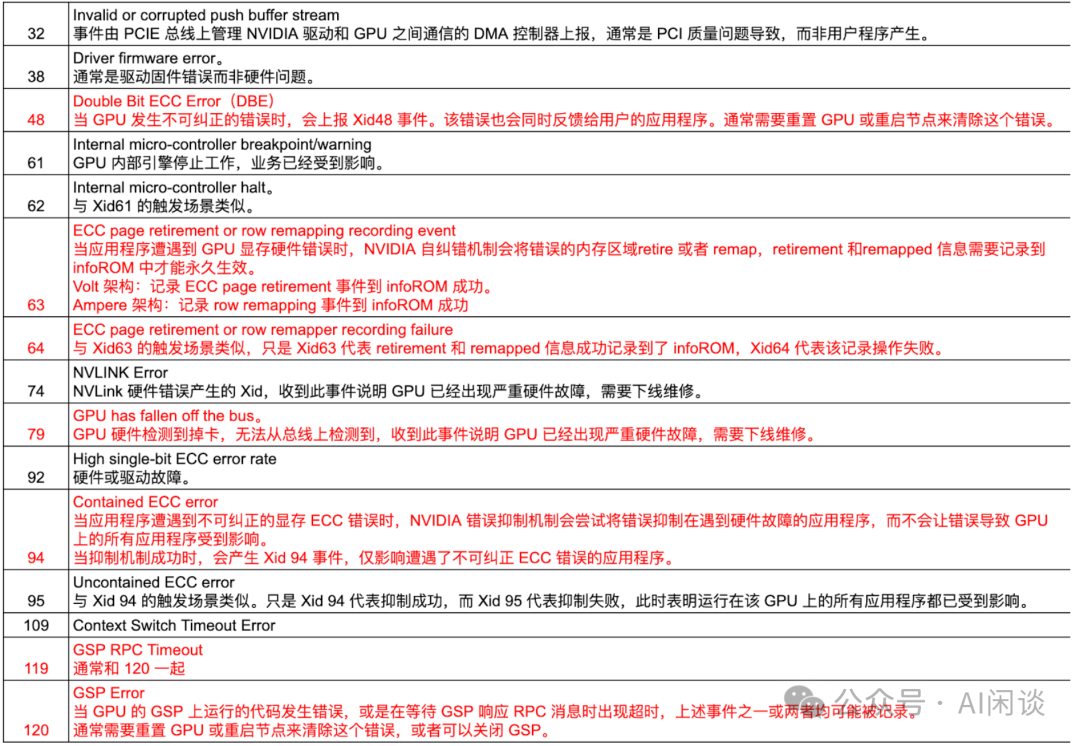 Invalid or corrupted push buffer stream
32 事件由 PCIE 总线上管理 NVIDIA 驱动和 GPU 之间通信的 DMA 控制器上报，通常是 PCI 质量问题导致，而非用户程序产生。
Driver firmware error。
38 通常是驱动固件错误而非硬件问题。
Double Bit ECC Error（DBE）
48 当 GPU 发生不可纠正的错误时，会上报 Xid48 事件。该错误也会同时反馈给用户的应用程序。通常需要重置 GPU 或重启节点来清除这个错误。
Internal micro-controller breakpoint/warning
61 GPU 内部引擎停止工作，业务已经受到影响。
Internal micro-controller halt。
62 与 Xid61 的触发场景类似。
ECC page retirement or row remapping recording event
当应用程序遭遇到 GPU 显存硬件错误时，NVIDIA 自纠错机制会将错误的内存区域retire 或者 remap，retirement 和remapped 信息需要记录到
infoROM 中才能永久生效。
Volt 架构：记录 ECC page retirement 事件到 infoROM 成功。
63 Ampere 架构：记录 row remapping 事件到 infoROM 成功
ECC page retirement or row remapper recording failure
64 与 Xid63 的触发场景类似，只是 Xid63 代表 retirement 和 remapped 信息成功记录到了 infoROM，Xid64 代表该记录操作失败。
NVLINK Error
74 NVLink 硬件错误产生的 Xid，收到此事件说明 GPU 已经出现严重硬件故障，需要下线维修。
GPU has fallen off the bus。
79 GPU 硬件检测到掉卡，无法从总线上检测到，收到此事件说明 GPU 已经出现严重硬件故障，需要下线维修。
High single-bit ECC error rate
92 硬件或驱动故障。
Contained ECC error
当应用程序遭遇到不可纠正的显存 ECC 错误时，NVIDIA 错误抑制机制会尝试将错误抑制在遇到硬件故障的应用程序，而不会让错误导致 GPU
上的所有应用程序受到影响。
94 当抑制机制成功时，会产生 Xid 94 事件，仅影响遭遇了不可纠正 ECC 错误的应用程序。
Uncontained ECC error
95 与 Xid 94 的触发场景类似。只是 Xid 94 代表抑制成功，而 Xid 95 代表抑制失败，此时表明运行在该 GPU 上的所有应用程序都已受到影响。
109 Context Switch Timeout Error
GSP RPC Timeout
119 通常和 120 一起
GSP Error
当 GPU 的 GSP 上运行的代码发生错误，或是在等待 GSP 响应 RPC 消息时出现超时，上述事件之一或两者均可能被记录。
120 通常需要重置 GPU 或重启节点来清除这个错误，或者可以关闭 GSP。
公众号 · AI闲谈